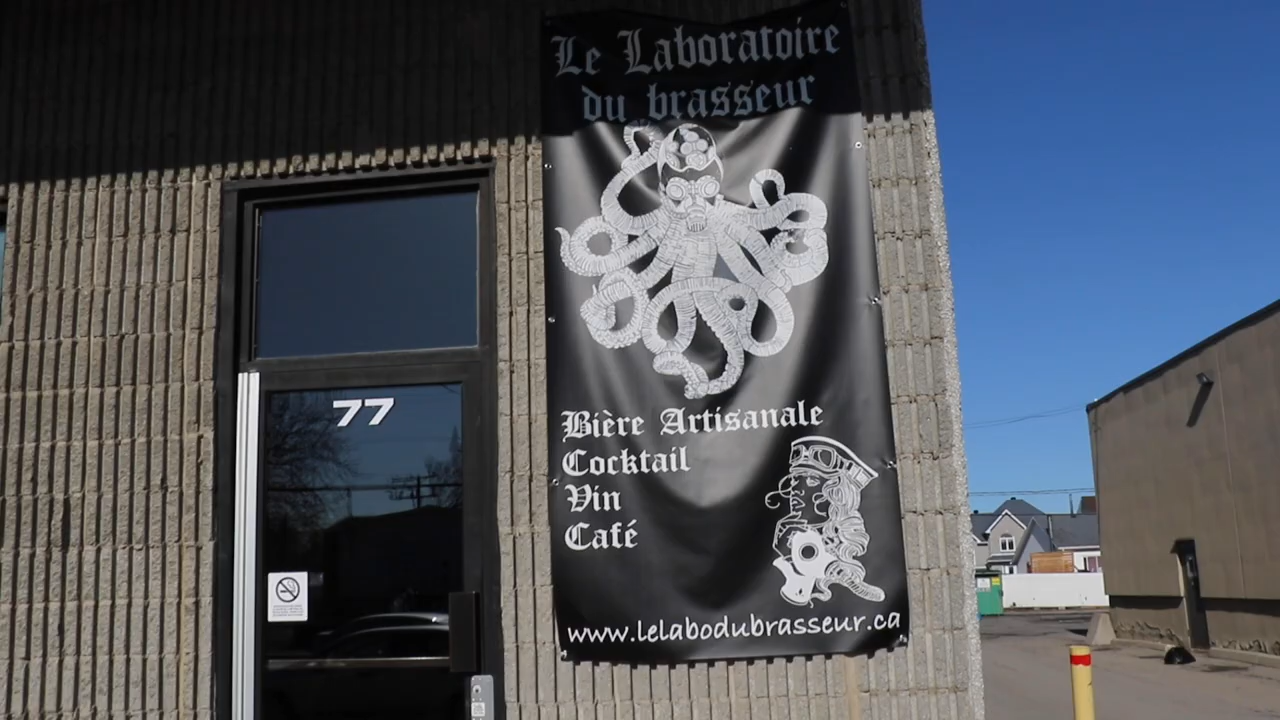 Le Laboratoire
du brasseur
Bière Artisanale
Cocktail
Vin
Café
www.lelabodubrasseur.ca
77